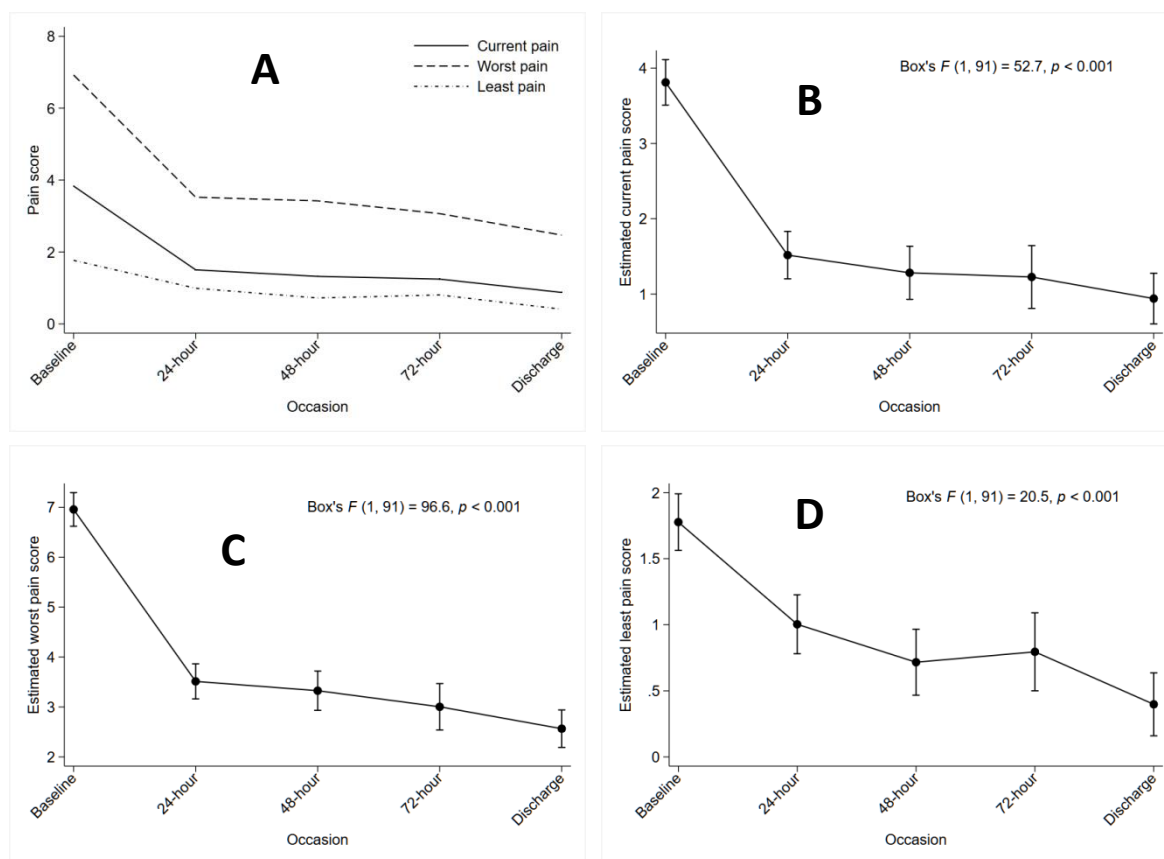 A
Current pain
Worst pain
Least pain
8
6
4
2
0
Pain score
Baseline
24-hour
48-hour
72-hour
Discharge
Occasion
B
Box's F (1, 91) = 52.7, p < 0.001
4
3
2
1
Estimated current pain score
Baseline
24-hour
48-hour
72-hour
Discharge
Occasion
C
Box's F (1, 91) = 96.6, p < 0.001
7
6
5
4
3
2
Estimated worst pain score
Baseline
24-hour
48-hour
72-hour
Discharge
Occasion
D
Box's F (1, 91) = 20.5, p < 0.001
2
1.5
1
.5
0
Estimated least pain score
Baseline
24-hour
48-hour
72-hour
Discharge
Occasion